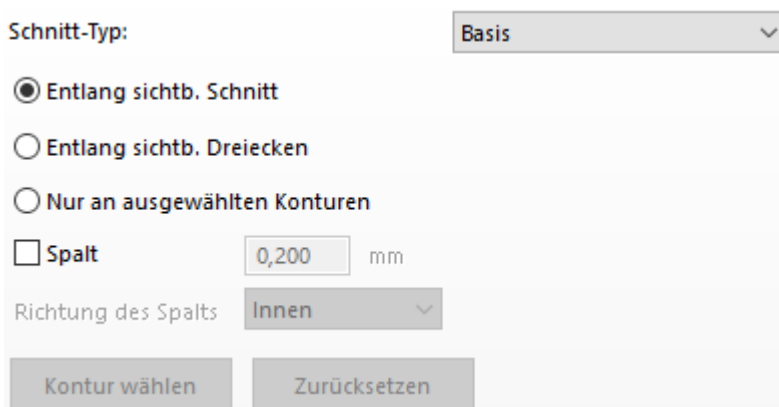 Schnitt-Typ: Basis
Entlang sichtb. Schnitt
Entlang sichtb. Dreiecken
Nur an ausgewählten Konturen
Spalt 0,200 mm
Richtung des Spalts Innen
Kontur wählen Zurücksetzen